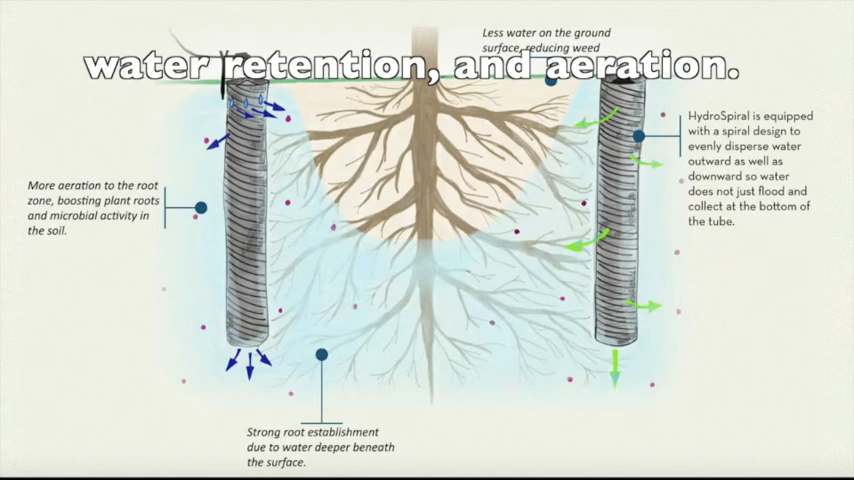 Less water on the ground
surface, reducing weed
water retention, and aeration.
HydroSpiral is equipped
with a spiral design to
evenly disperse water
outward as well as
downward so water
does not just flood and
collect at the bottom of
the tube.
More aeration to the root
zone, boosting plant roots
and microbial activity in
the soil.
Strong root establishment
due to water deeper beneath
the surface.